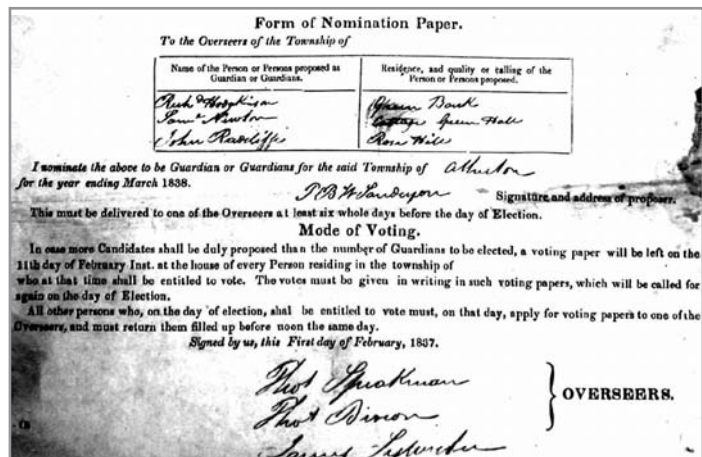 Form of Nomination Paper.
To the Overseers of the Township of
Name of the Person or Persons proposed as Guardian or Guardians.
Residence, and quality or calling of the Person or Persons proposed.
Richd Hodgkinson
Green Bank
Saml Newton
Cottage Green Hall
John Radcliffe
Rose Hill
I nominate the above to be Guardian or Guardians for the said Township of Atherton
for the year ending March 1838.
T B W Sanderson Signature and address of proposer.
This must be delivered to one of the Overseers at least six whole days before the day of Election.
Mode of Voting.
In case more Candidates shall be duly proposed than the number of Guardians to be elected, a voting paper will be left on the
11th day of February Inst. at the house of every Person residing in the township of
who at that time shall be entitled to vote. The votes must be given in writing in such voting papers, which will be called for
again on the day of Election.
All other persons who, on the day of election, shal be entitled to vote must, on that day, apply for voting papers to one of the
Overseers, and must return them filled up before noon the same day.
Signed by us, this First day of February, 1837.
Thos Speakman
OVERSEERS.
Thos
James